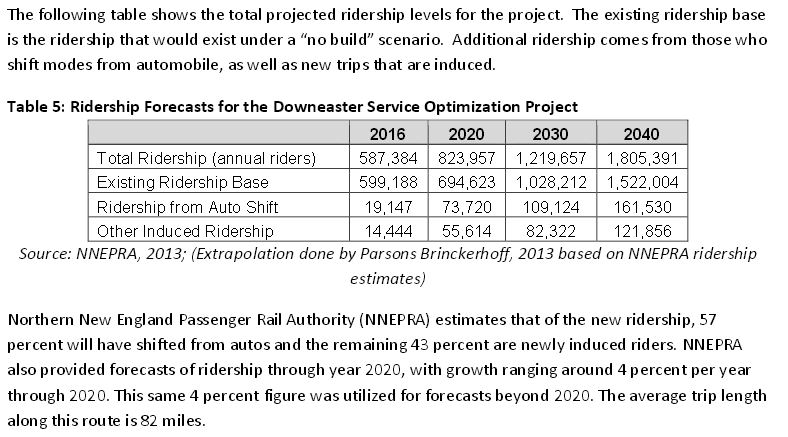 The following table shows the total projected ridership levels for the project. The existing ridership base
is the ridership that would exist under a “no build” scenario. Additional ridership comes from those who
shift modes from automobile, as well as new trips that are induced.
Table 5: Ridership Forecasts for the Downeaster Service Optimization Project
2016 2020 2030 2040
Total Ridership (annual riders) 587,384 823,957 1,219,657 1,805,391
Existing Ridership Base 599,188 694,623 1,028,212 1,522,004
Ridership from Auto Shift 19,147 73,720 109,124 161,530
Other Induced Ridership 14,444 55,614 82,322 121,856
Source: NNEPRA, 2013; (Extrapolation done by Parsons Brinckerhoff, 2013 based on NNEPRA ridership
estimates)
Northern New England Passenger Rail Authority (NNEPRA) estimates that of the new ridership, 57
percent will have shifted from autos and the remaining 43 percent are newly induced riders. NNEPRA
also provided forecasts of ridership through year 2020, with growth ranging around 4 percent per year
through 2020. This same 4 percent figure was utilized for forecasts beyond 2020. The average trip length
along this route is 82 miles.